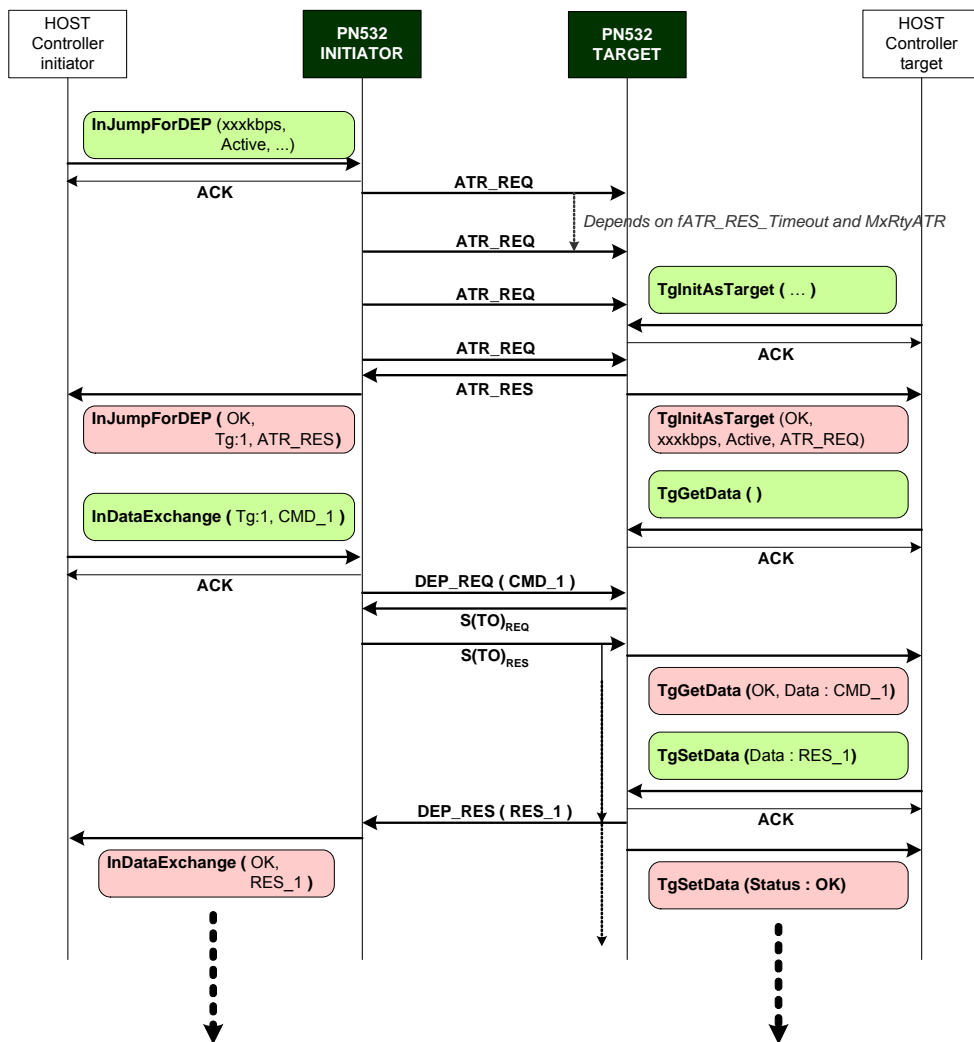 HOST
Controller
initiator
PN532
INITIATOR
PN532
TARGET
HOST
Controller
target
InJumpForDEP (xxxkbps,
Active, ...)
ACK
ATR_REQ
Depends on fATR_RES_Timeout and MxRtyATR
ATR_REQ
TgInitAsTarget ( ... )
ATR_REQ
ACK
ATR_REQ
ATR_RES
InJumpForDEP ( OK,
Tg:1, ATR_RES)
TgInitAsTarget (OK,
xxxkbps, Active, ATR_REQ)
TgGetData ( )
InDataExchange ( Tg:1, CMD_1 )
ACK
ACK
DEP_REQ ( CMD_1 )
S(TO)REQ
S(TO)RES
TgGetData (OK, Data : CMD_1)
TgSetData (Data : RES_1)
DEP_RES ( RES_1 )
ACK
InDataExchange ( OK,
RES_1 )
TgSetData (Status : OK)